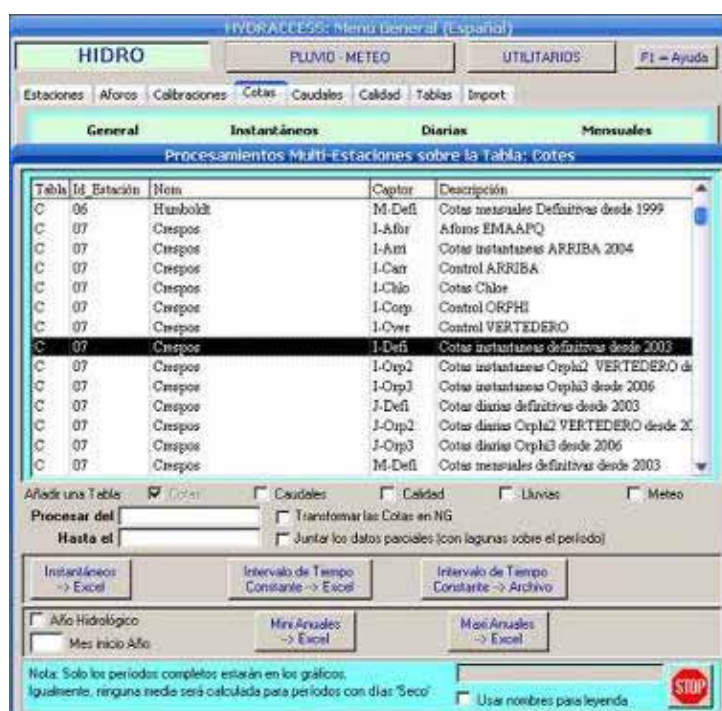 HYDRACCESS: Menú General (Español)
HIDRO PLUVIO - METEO UTILITARIOS F1 = Ayuda
Estaciones Aforos Calibraciones Cotas Caudales Calidad Tablas Import
General Instantáneos Diarias Mensuales
Procesamientos Multi-Estaciones sobre la Tabla: Cotes
Tabla Id_Estación Nom Captor Descripción
C 06 Humboldt M-Defi Cotas mensuales Definitivas desde 1999
C 07 Crespos I-Afor Aforos EMAAPQ
C 07 Crespos I-Arri Cotas instantaneas ARRIBA 2004
C 07 Crespos I-Carr Control ARRIBA
C 07 Crespos I-Chlo Cotas Chloe
C 07 Crespos I-Corp Control ORPHI
C 07 Crespos I-Over Control VERTEDERO
C 07 Crespos I-Defi Cotas instantaneas definitivas desde 2003
C 07 Crespos I-Orp2 Cotas instantaneas Orphi2 VERTEDERO de
C 07 Crespos I-Orp3 Cotas instantaneas Orphi3 desde 2006
C 07 Crespos J-Defi Cotas diarias definitivas desde 2003
C 07 Crespos J-Orp2 Cotas diarias Orphi2 VERTEDERO desde 20
C 07 Crespos J-Orp3 Cotas diarias Orphi3 desde 2006
C 07 Crespos M-Defi Cotas mensuales definitivas desde 2003
Añadir una Tabla: Cotas Caudales Calidad Lluvias Meteo
Procesar del Transformar las Cotas en NG
Hasta el Juntar los datos parciales (con lagunas sobre el período)
Instantáneos -> Excel Intervalo de Tiempo Constante -> Excel Intervalo de Tiempo Constante -> Archivo
Año Hidrológico
Mes inicio Año Mini Anuales -> Excel Maxi Anuales -> Excel
Nota: Solo los períodos completos estarán en los gráficos.
Igualmente, ninguna media será calculada para períodos con días 'Seco'
Usar nombres para leyenda STOP